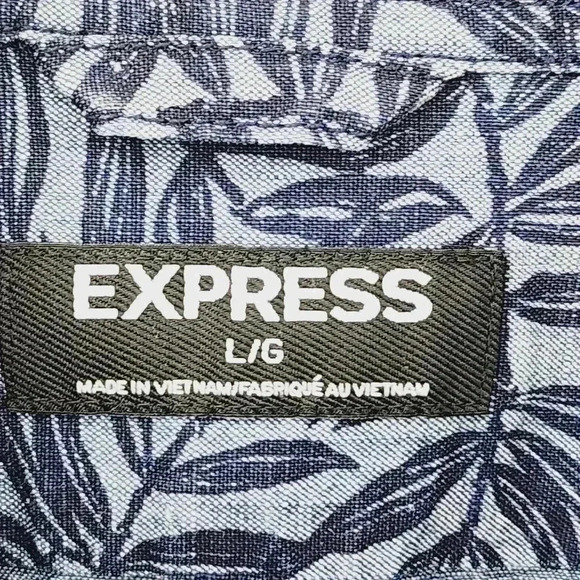 EXPRESS
L/G
MADE IN VIETNAM/FABRIQUÉ AU VIETNAM